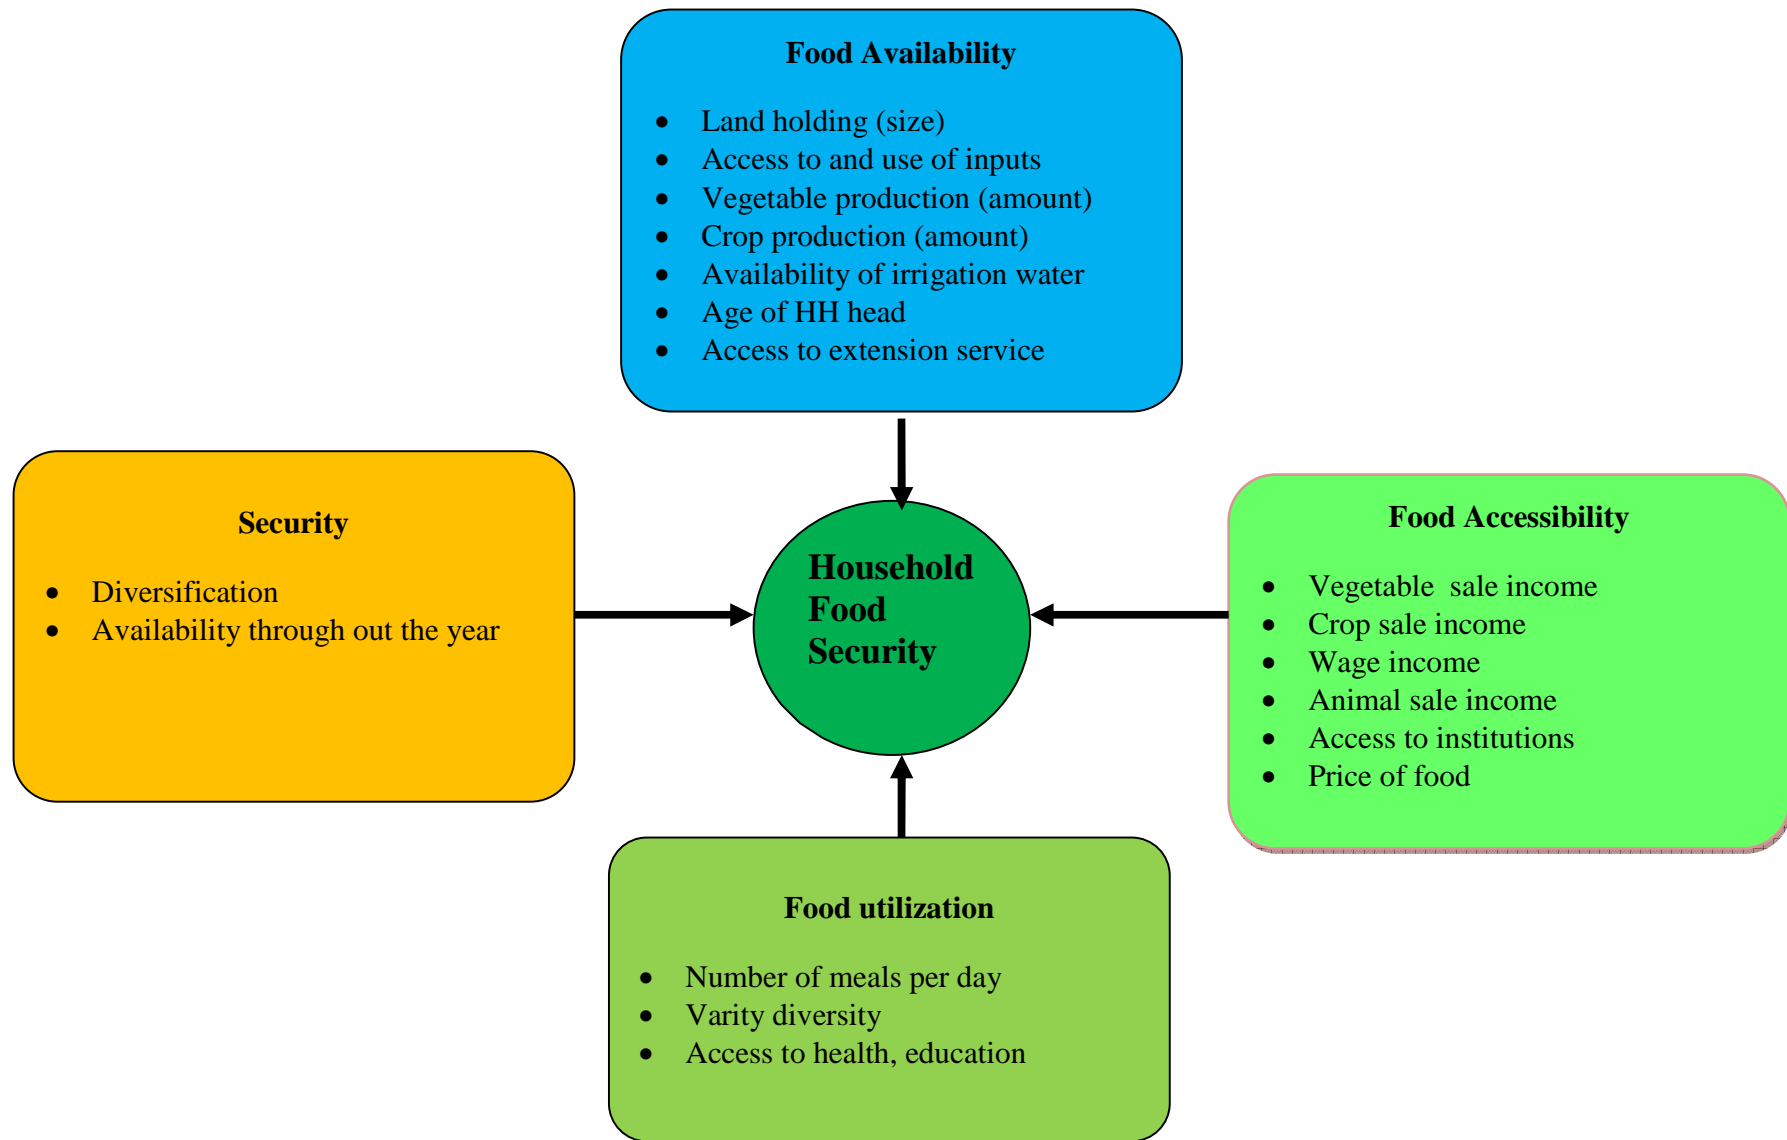 Food Availability
• Land holding (size)
• Access to and use of inputs
• Vegetable production (amount)
• Crop production (amount)
• Availability of irrigation water
• Age of HH head
• Access to extension service
Security
• Diversification
• Availability through out the year
Household
Food
Security
Food Accessibility
• Vegetable  sale income
• Crop sale income
• Wage income
• Animal sale income
• Access to institutions
• Price of food
Food utilization
• Number of meals per day
• Varity diversity
• Access to health, education